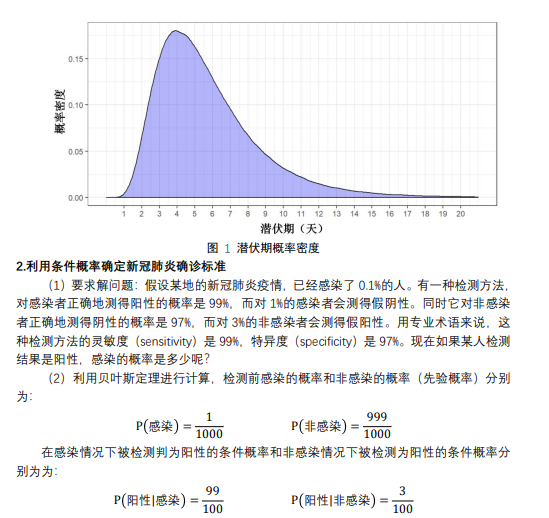 0.15
0.10
0.05
0.00
概率密度
1 2 3 4 5 6 7 8 9 10 11 12 13 14 15 16 17 18 19 20
潜伏期（天）
图 1 潜伏期概率密度
2.利用条件概率确定新冠肺炎确诊标准
（1）要求解问题：假设某地的新冠肺炎疫情，已经感染了 0.1%的人。有一种检测方法，
对感染者正确地测得阳性的概率是 99%，而对 1%的感染者会测得假阴性。同时它对非感染
者正确地测得阴性的概率是 97%，而对 3%的非感染者会测得假阳性。用专业术语来说，这
种检测方法的灵敏度（sensitivity）是 99%，特异度（specificity）是 97%。现在如果某人检测
结果是阳性，感染的概率是多少呢？
（2）利用贝叶斯定理进行计算，检测前感染的概率和非感染的概率（先验概率）分别
为：
P(感染) = 1/1000 P(非感染) = 999/1000
在感染情况下被检测判为阳性的条件概率和非感染情况下被检测为阳性的条件概率分
别为为：
P(阳性|感染) = 99/100 P(阳性|非感染) = 3/100